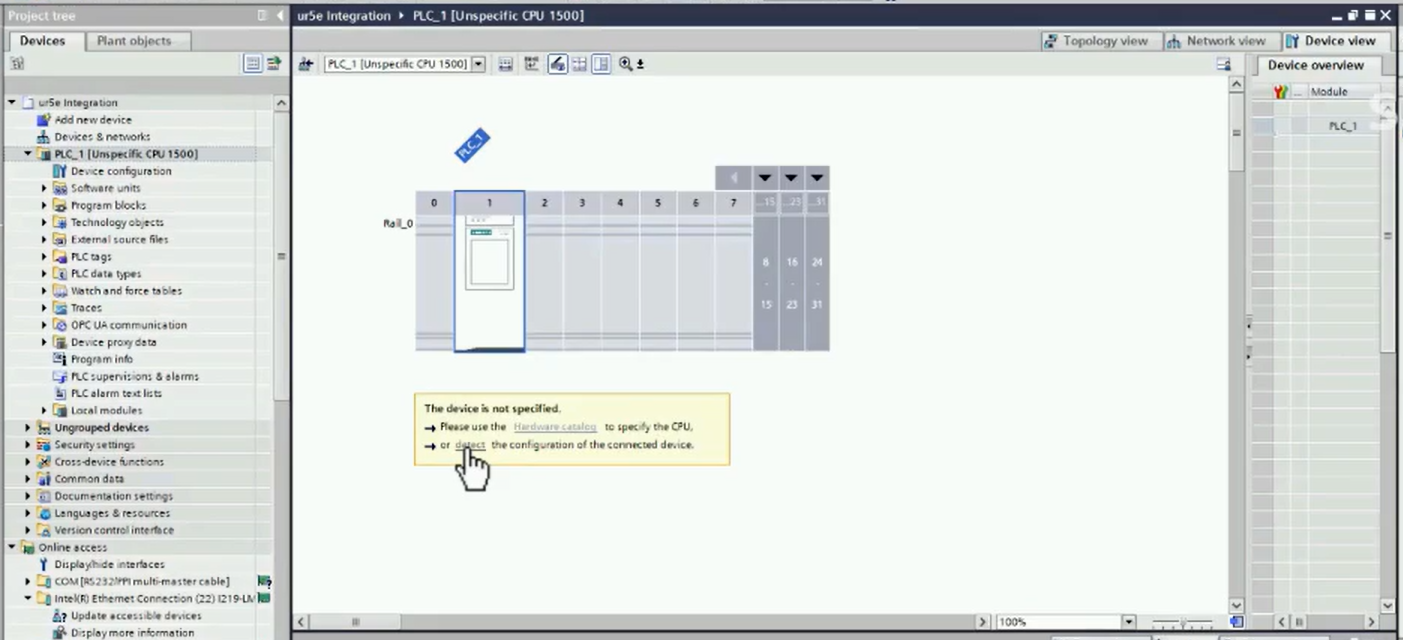 Project tree
ur5e Integration ▸ PLC_1 [Unspecific CPU 1500]
Devices
Plant objects
Topology view
Network view
Device view
PLC_1 [Unspecific CPU 1500]
Device overview
... Module
PLC_1
ur5e Integration
Add new device
Devices & networks
PLC_1 [Unspecific CPU 1500]
Device configuration
Software units
Program blocks
Technology objects
External source files
PLC tags
PLC data types
Watch and force tables
Traces
OPC UA communication
Device proxy data
Program info
PLC supervisions & alarms
PLC alarm text lists
Local modules
Ungrouped devices
Security settings
Cross-device functions
Common data
Documentation settings
Languages & resources
Version control interface
Online access
Display/hide interfaces
COM [RS232/PPI multi-master cable]
Intel(R) Ethernet Connection (22) I219-LM
Update accessible devices
Display more information
PLC_1
0 1 2 3 4 5 6 7 ...15 ...23 ...31
Rail_0
8 16 24
- - -
15 23 31
The device is not specified.
→ Please use the Hardware catalog to specify the CPU,
→ or detect the configuration of the connected device.
100%